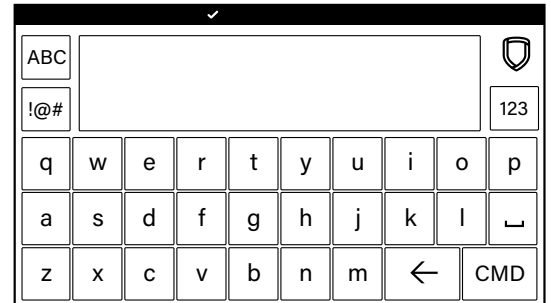 ABC
!@# 123
q w e r t y u i o p
a s d f g h j k l
z x c v b n m ← CMD